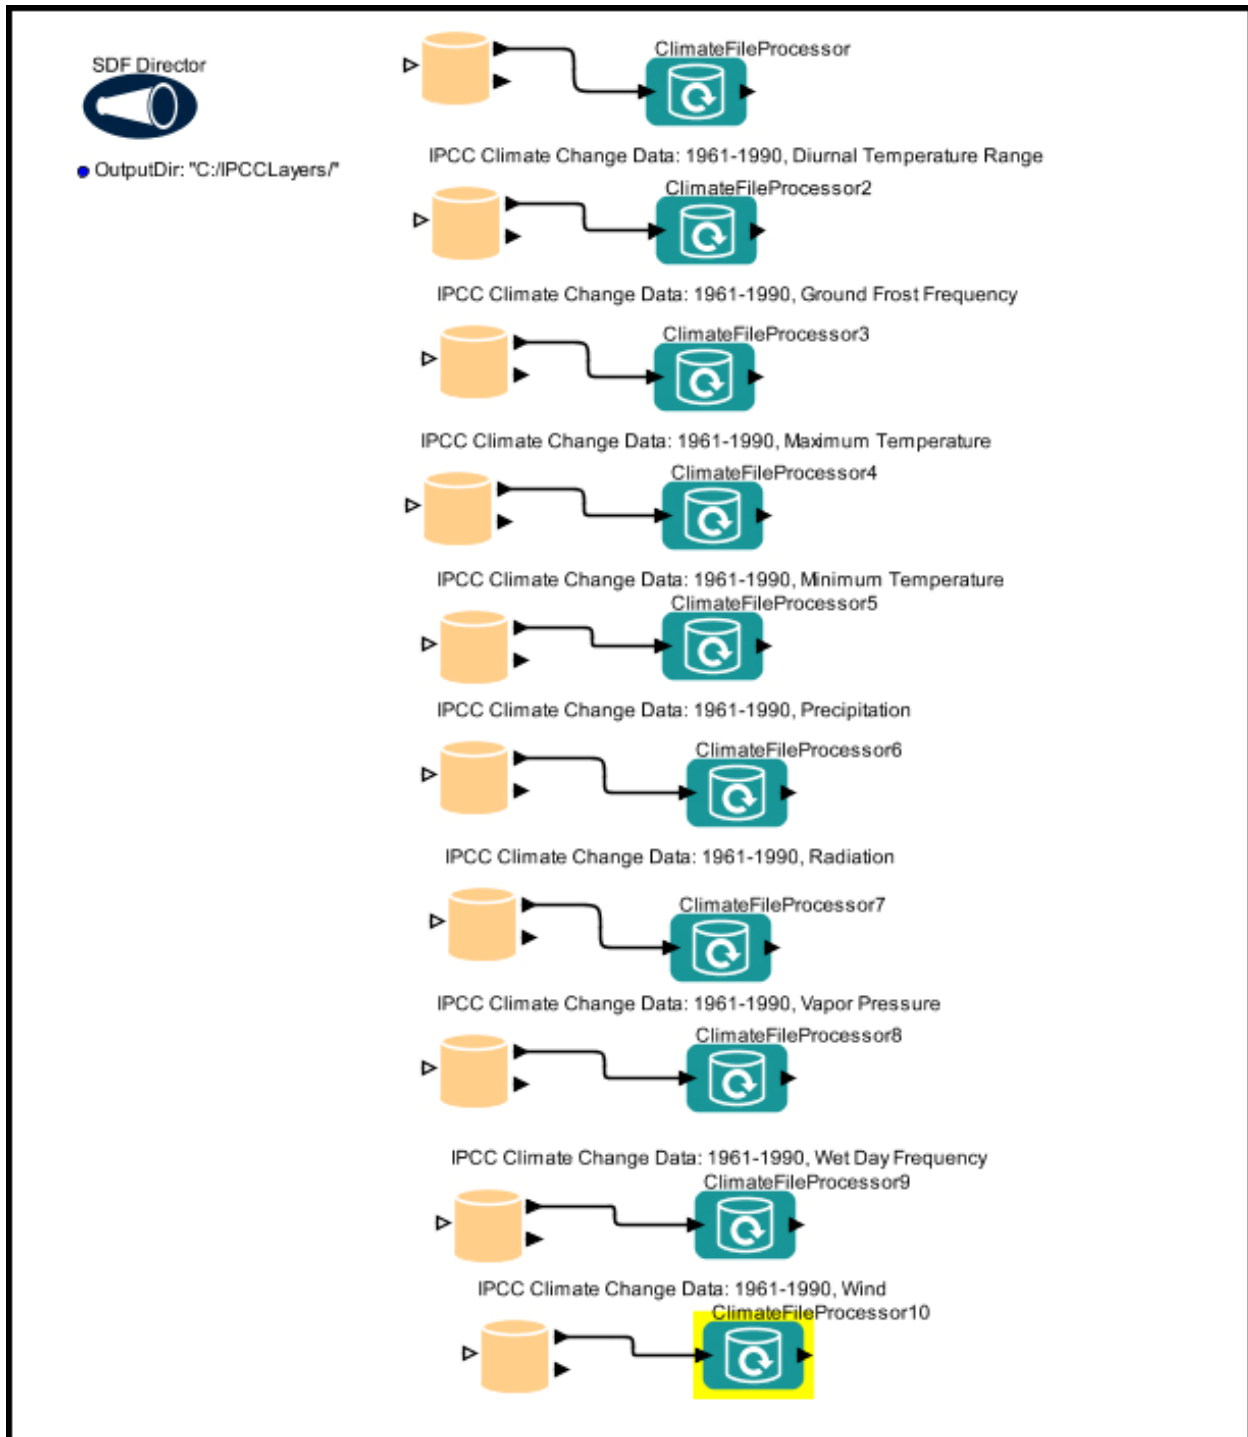 SDF Director
OutputDir: "C:/IPCCLayers/"
ClimateFileProcessor
IPCC Climate Change Data: 1961-1990, Diurnal Temperature Range
ClimateFileProcessor2
IPCC Climate Change Data: 1961-1990, Ground Frost Frequency
ClimateFileProcessor3
IPCC Climate Change Data: 1961-1990, Maximum Temperature
ClimateFileProcessor4
IPCC Climate Change Data: 1961-1990, Minimum Temperature
ClimateFileProcessor5
IPCC Climate Change Data: 1961-1990, Precipitation
ClimateFileProcessor6
IPCC Climate Change Data: 1961-1990, Radiation
ClimateFileProcessor7
IPCC Climate Change Data: 1961-1990, Vapor Pressure
ClimateFileProcessor8
IPCC Climate Change Data: 1961-1990, Wet Day Frequency
ClimateFileProcessor9
IPCC Climate Change Data: 1961-1990, Wind
ClimateFileProcessor10